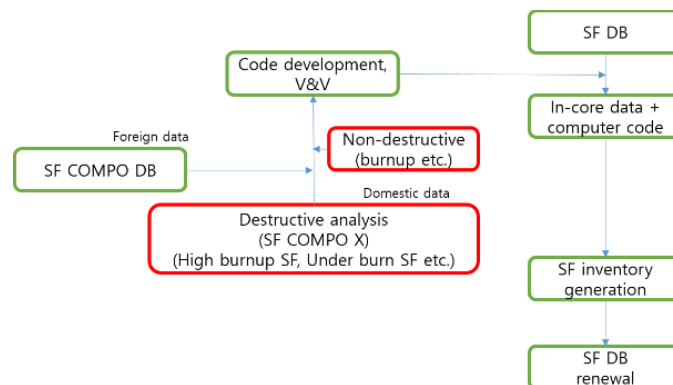 SF DB
Code development,
V&V
In-core data +
computer code
Foreign data
Non-destructive
(burnup etc.)
SF COMPO DB
Domestic data
Destructive analysis
(SF COMPO X)
(High burnup SF, Under burn SF etc.)
SF inventory
generation
SF DB
renewal